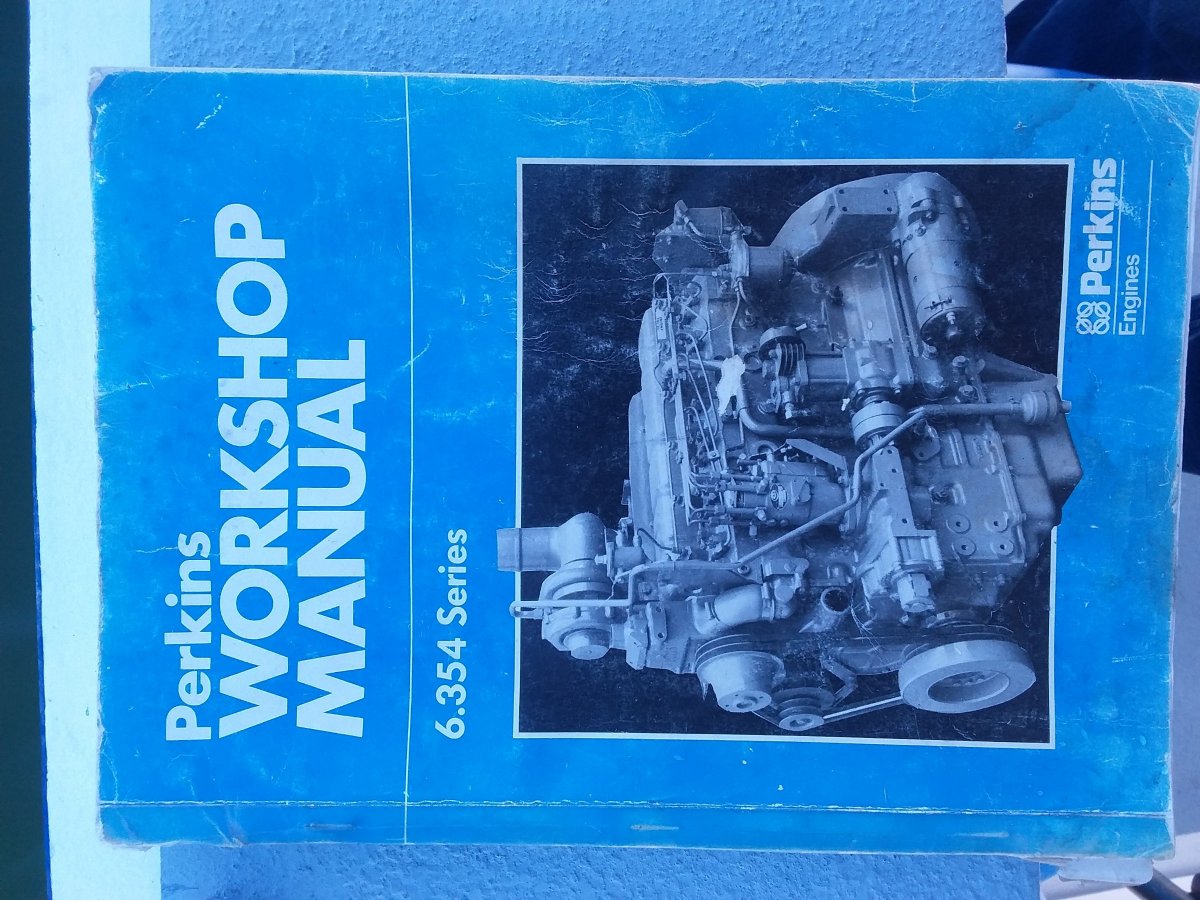 Perkins
WORKSHOP
MANUAL
6.354 Series
Perkins
Engines